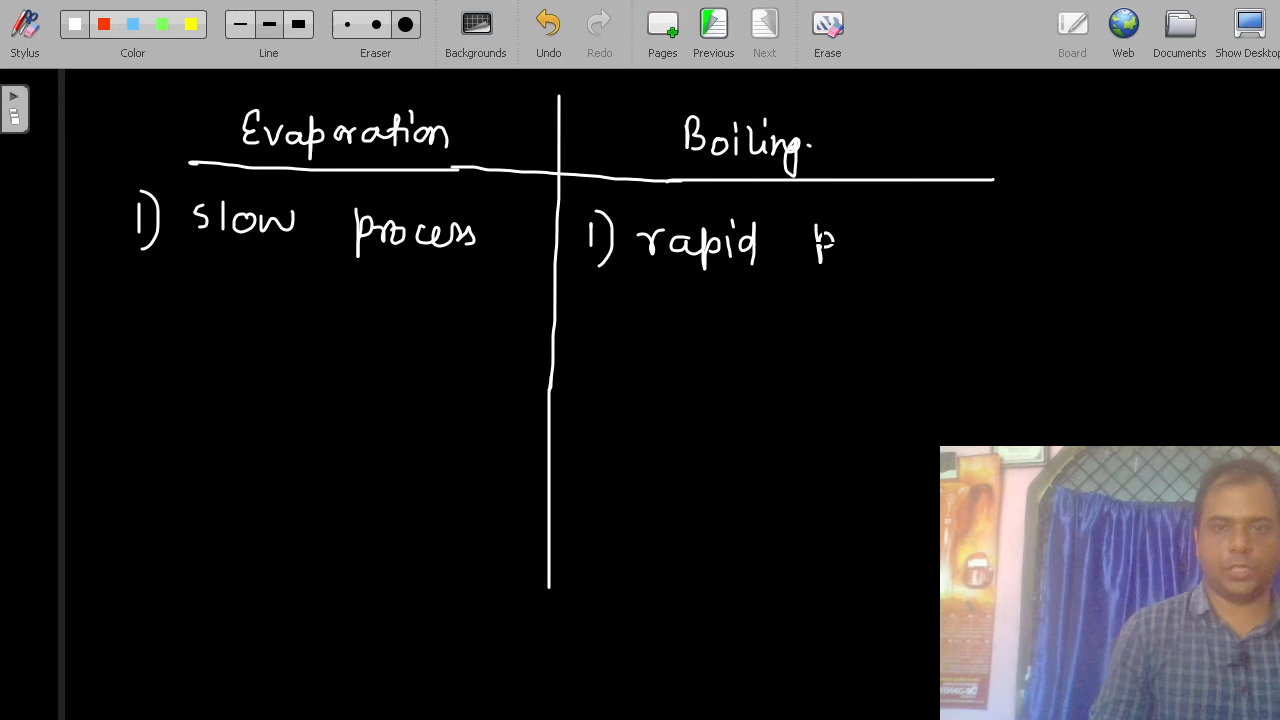 Stylus Color Line Eraser Backgrounds Undo Redo Pages Previous Next Erase Board Web Documents Show Deskto
Evaporation Boiling.
1) slow process 1) rapid p